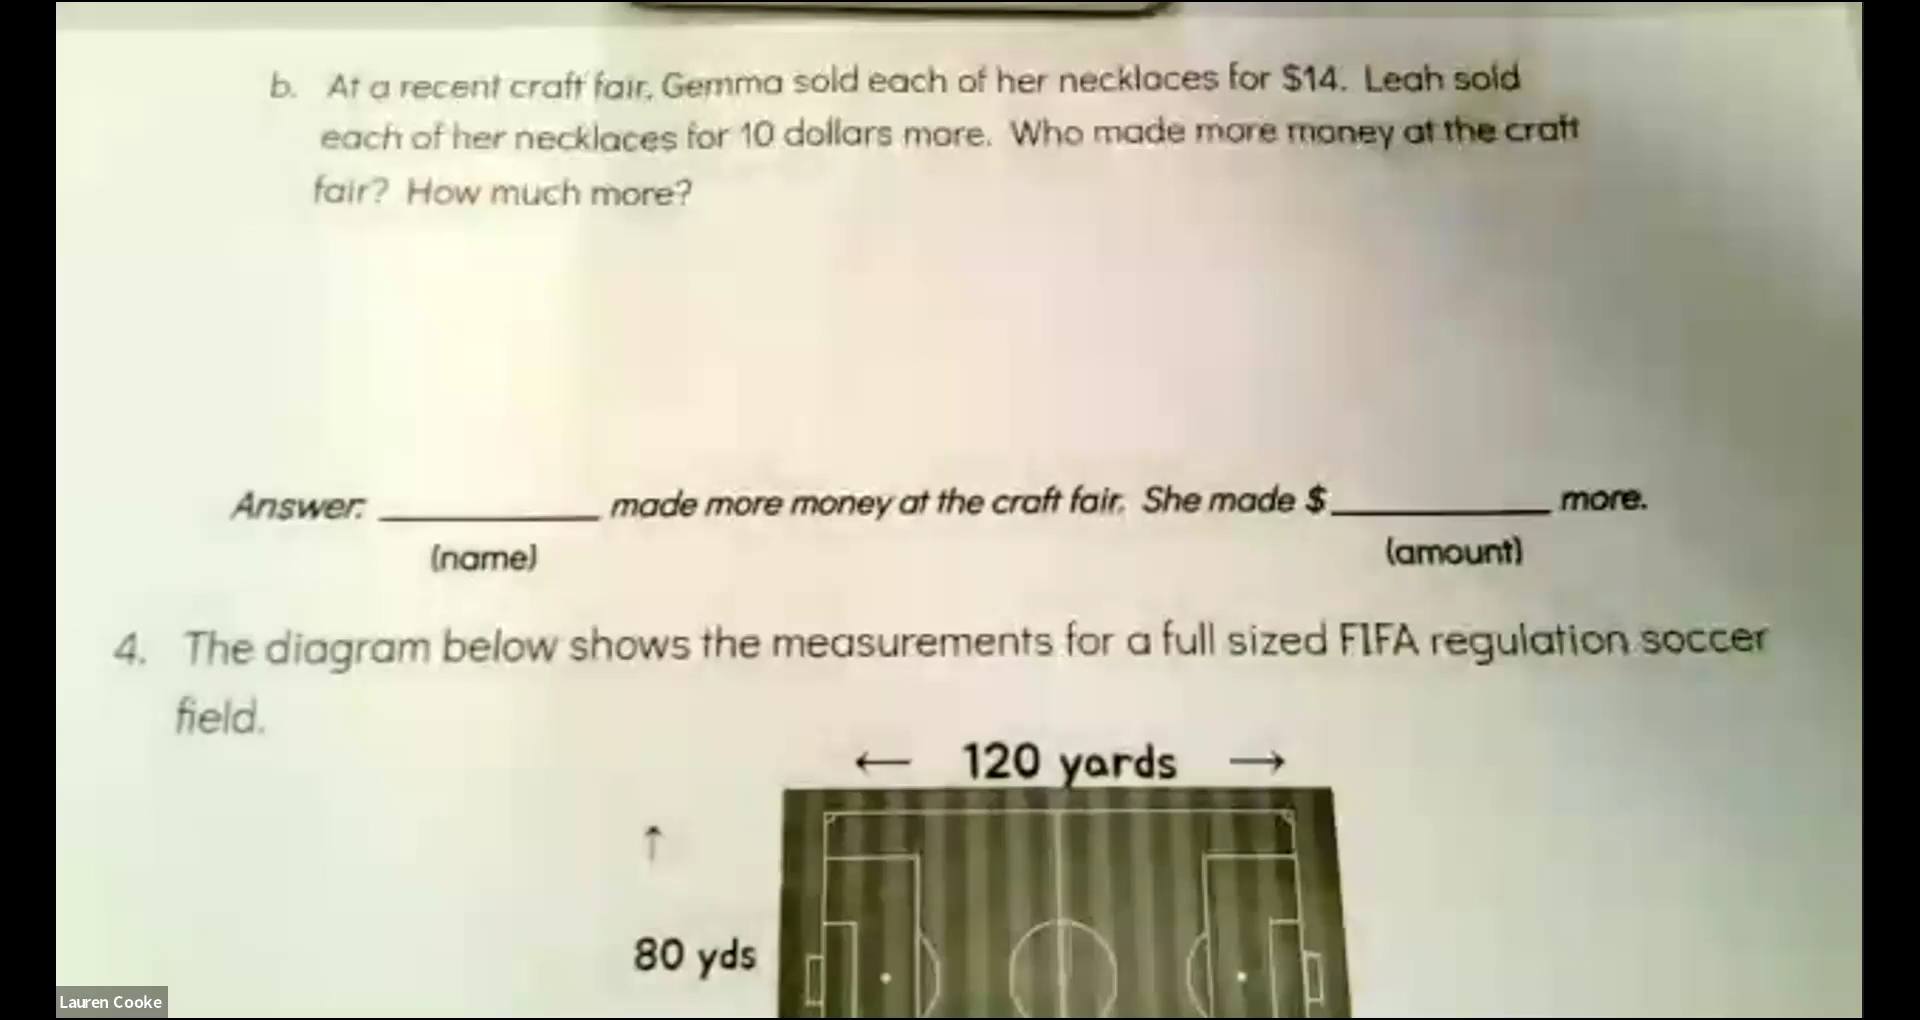 b. At a recent craft fair, Gemma sold each of her necklaces for $14. Leah sold
each of her necklaces for 10 dollars more. Who made more money at the craft
fair? How much more?
Answer: __________ made more money at the craft fair. She made $__________ more.
(name) (amount)
4. The diagram below shows the measurements for a full sized FIFA regulation soccer
field.
← 120 yards →
↑
80 yds
Lauren Cooke